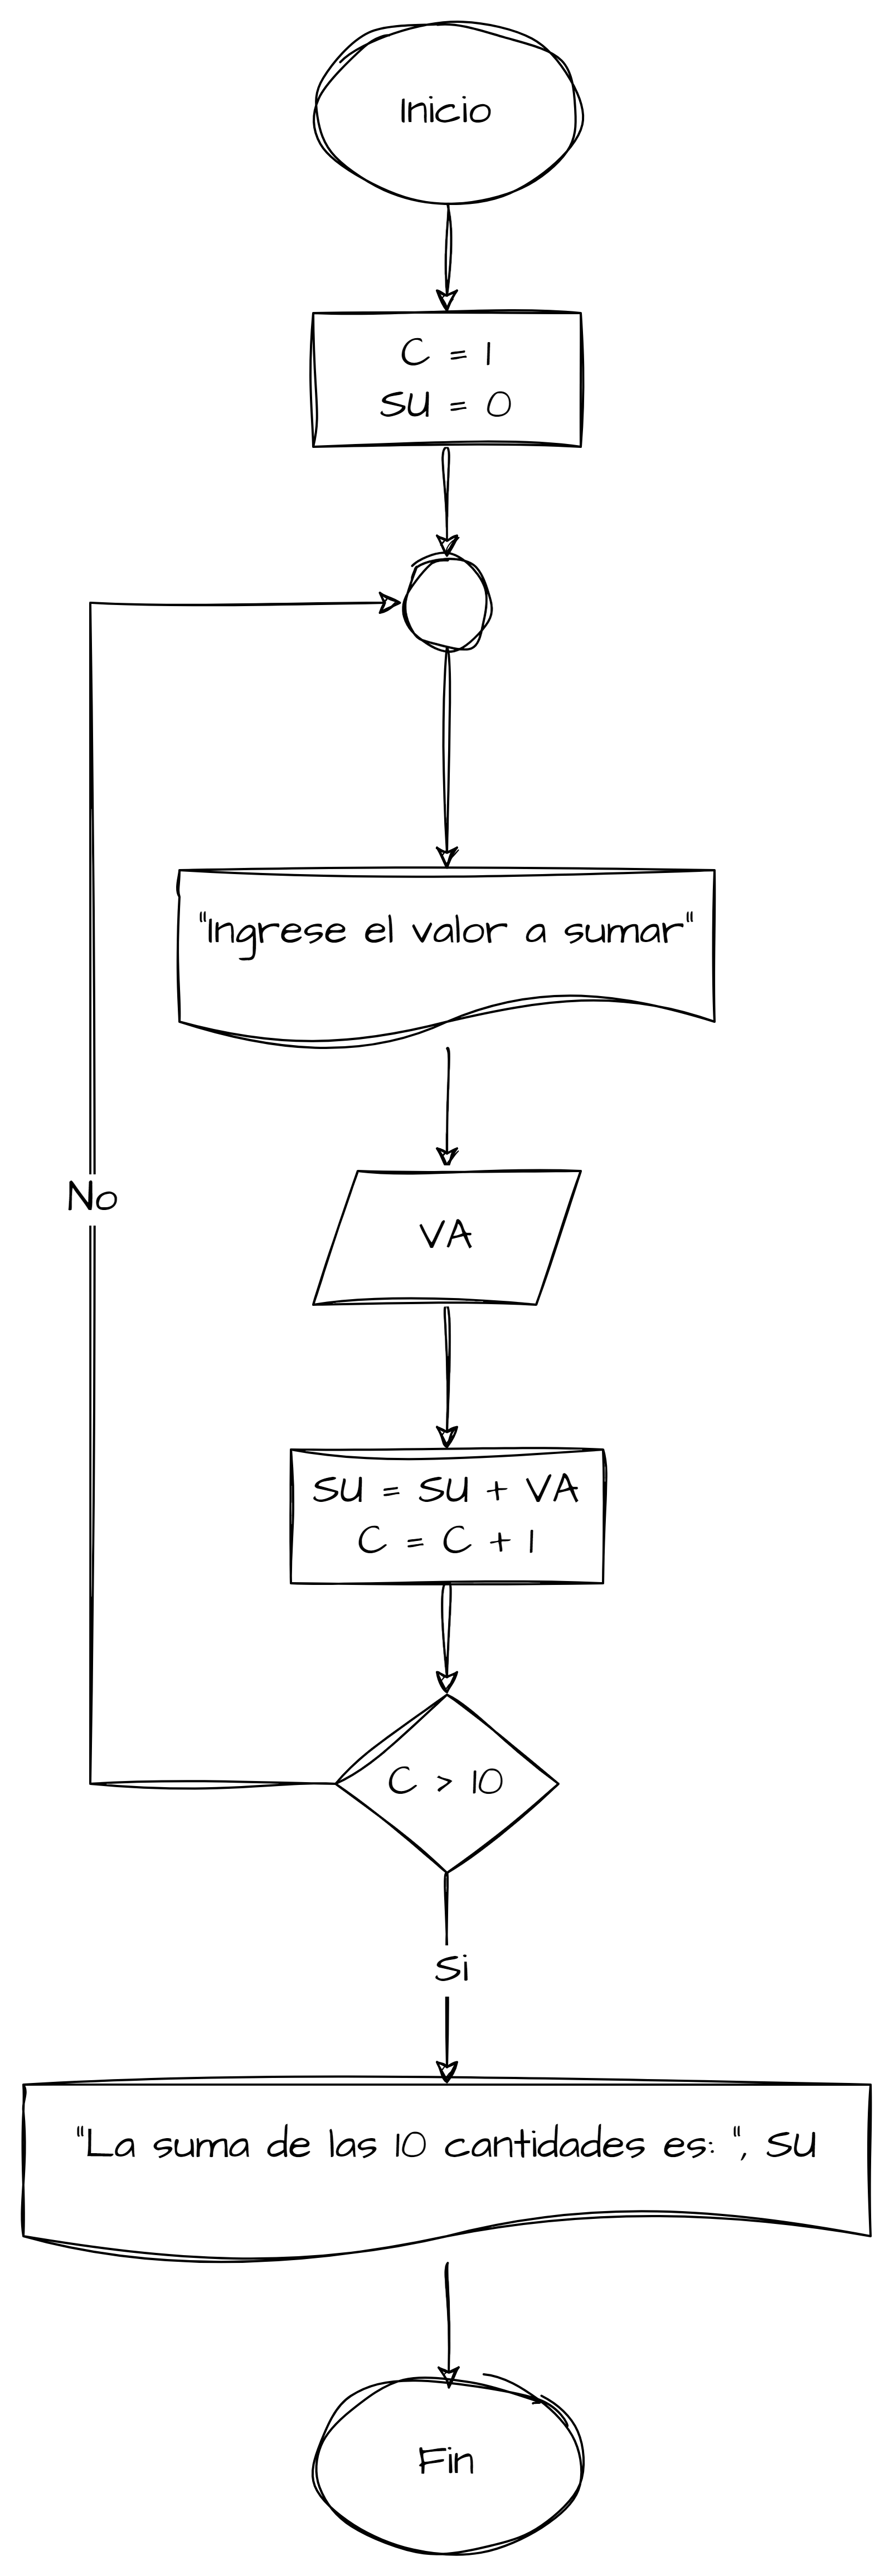 Inicio
C = 1
SU = 0
"Ingrese el valor a sumar"
VA
No
SU = SU + VA
C = C + 1
C > 10
Si
"La suma de las 10 cantidades es: ", SU
Fin